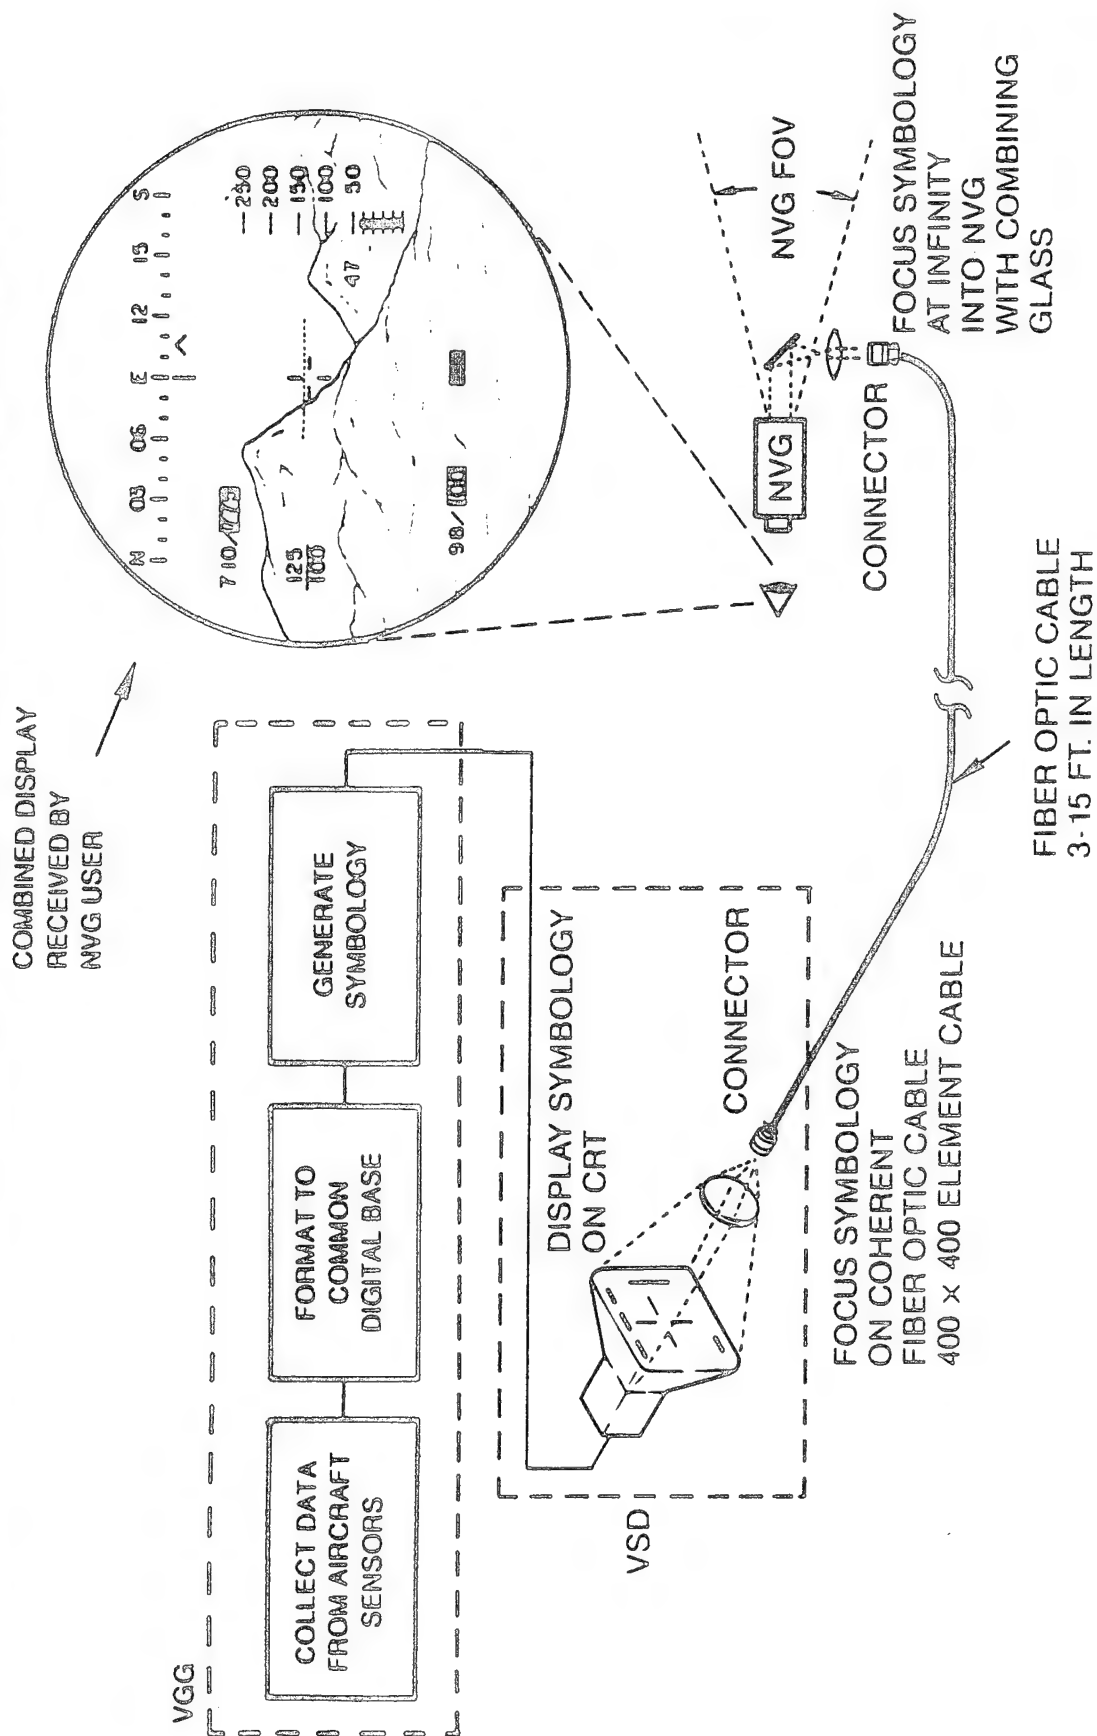 COMBINED DISPLAY
RECEIVED BY
NVG USER
VGG
COLLECT DATA
FROM AIRCRAFT
SENSORS
FORMAT TO
COMMON
DIGITAL BASE
GENERATE
SYMBOLOGY
N 03 06 E 12 15 S
710/
125
100
98/100
47
250
200
150
100
50
VSD
DISPLAY SYMBOLOGY
ON CRT
CONNECTOR
FOCUS SYMBOLOGY
ON COHERENT
FIBER OPTIC CABLE
400 × 400 ELEMENT CABLE
FIBER OPTIC CABLE
3-15 FT. IN LENGTH
NVG
CONNECTOR
NVG FOV
FOCUS SYMBOLOGY
AT INFINITY
INTO NVG
WITH COMBINING
GLASS